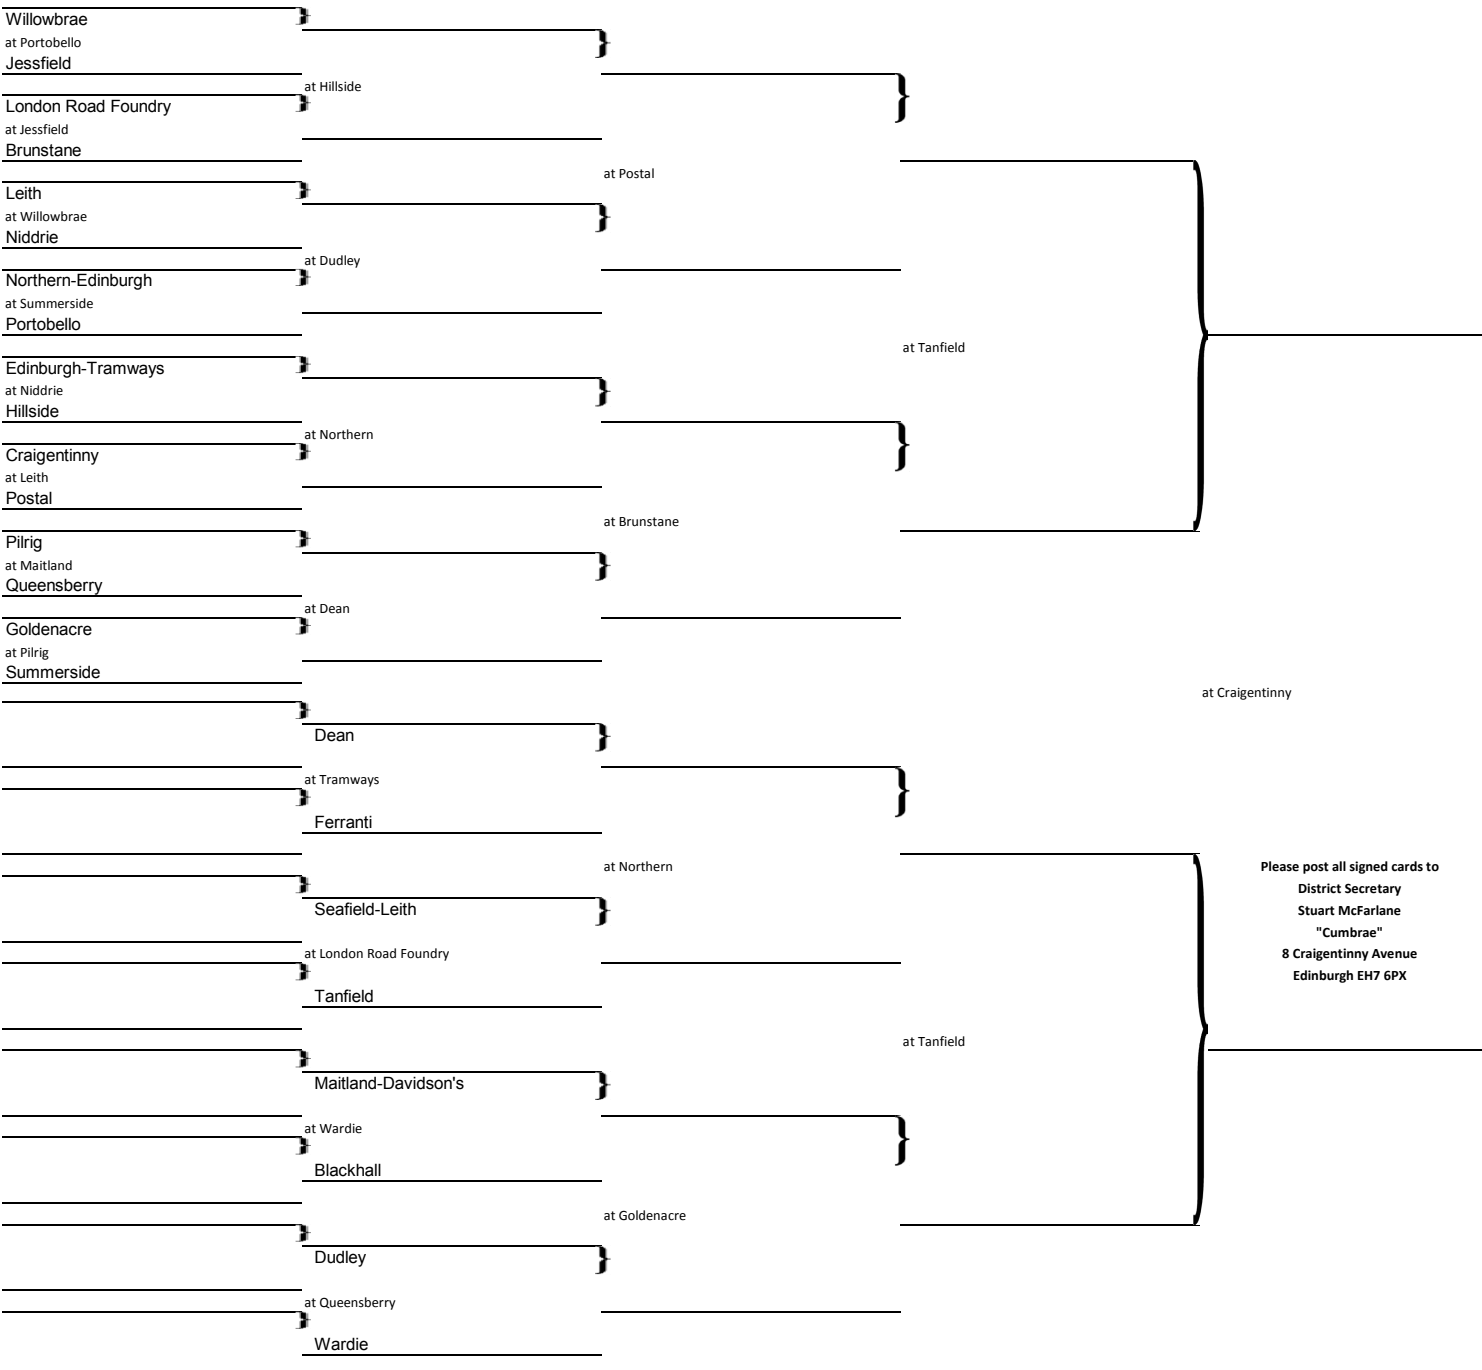 Willowbrae
at Portobello
Jessfield
at Hillside
London Road Foundry
at Jessfield
Brunstane
at Postal
Leith
at Willowbrae
Niddrie
at Dudley
Northern-Edinburgh
at Summerside
Portobello
at Tanfield
Edinburgh-Tramways
at Niddrie
Hillside
at Northern
Craigentinny
at Leith
Postal
at Brunstane
Pilrig
at Maitland
Queensberry
at Dean
Goldenacre
at Pilrig
Summerside
at Craigentinny
Dean
at Tramways
Ferranti
at Northern
Seafield-Leith
at London Road Foundry
Tanfield
at Tanfield
Maitland-Davidson's
at Wardie
Blackhall
at Goldenacre
Dudley
at Queensberry
Wardie
Please post all signed cards to
District Secretary
Stuart McFarlane
"Cumbrae"
8 Craigentinny Avenue
Edinburgh EH7 6PX